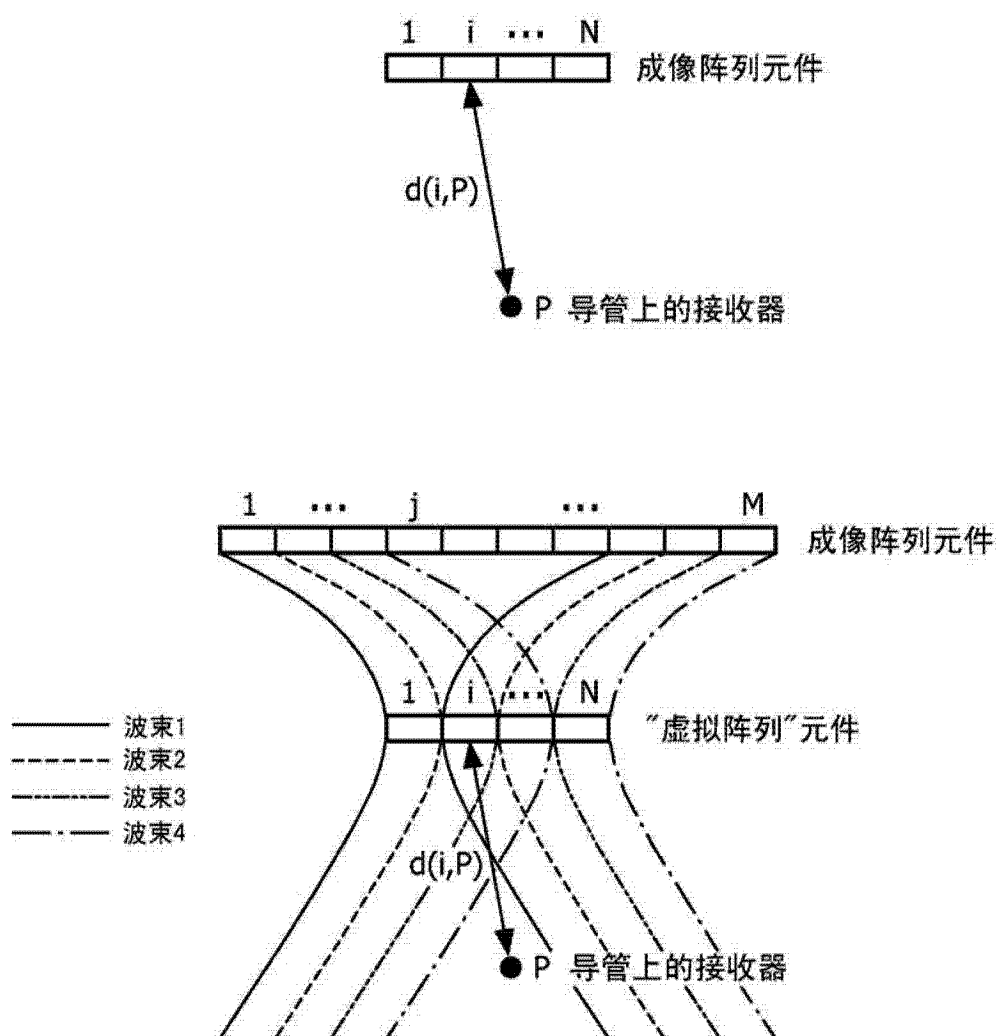 1 i ... N
成像阵列元件
d(i,P)
P 导管上的接收器
1 ... j ... M
成像阵列元件
1 i ... N
"虚拟阵列"元件
波束1
波束2
波束3
波束4
d(i,P)
P 导管上的接收器